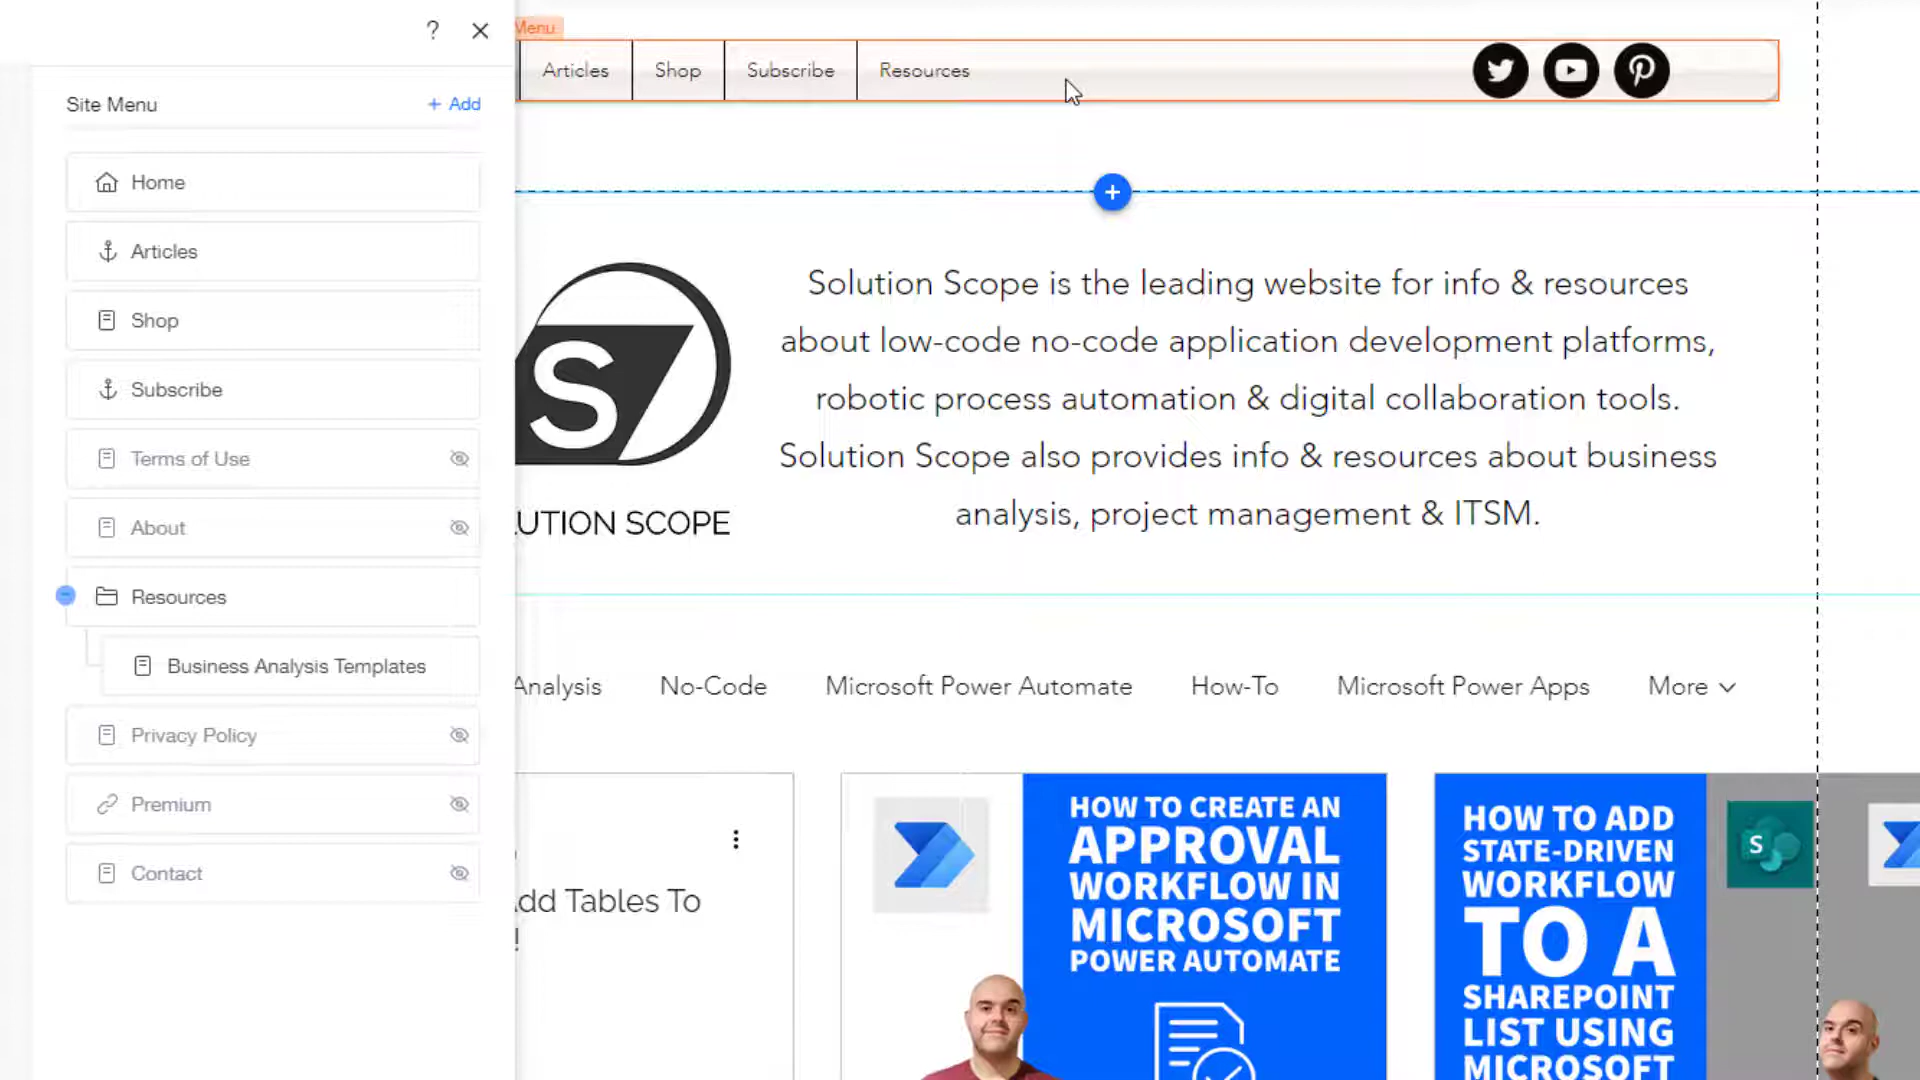 ?
Menu
Articles
Shop
Subscribe
Resources
Site Menu
+ Add
Home
Articles
Shop
Subscribe
Terms of Use
About
Resources
Business Analysis Templates
Privacy Policy
Premium
Contact
S
LUTION SCOPE
Solution Scope is the leading website for info & resources
about low-code no-code application development platforms,
robotic process automation & digital collaboration tools.
Solution Scope also provides info & resources about business
analysis, project management & ITSM.
Analysis
No-Code
Microsoft Power Automate
How-To
Microsoft Power Apps
More
Add Tables To
!
HOW TO CREATE AN
APPROVAL
WORKFLOW IN
MICROSOFT
POWER AUTOMATE
HOW TO ADD
STATE-DRIVEN
WORKFLOW
TO A
SHAREPOINT
LIST USING
MICROSOFT
S